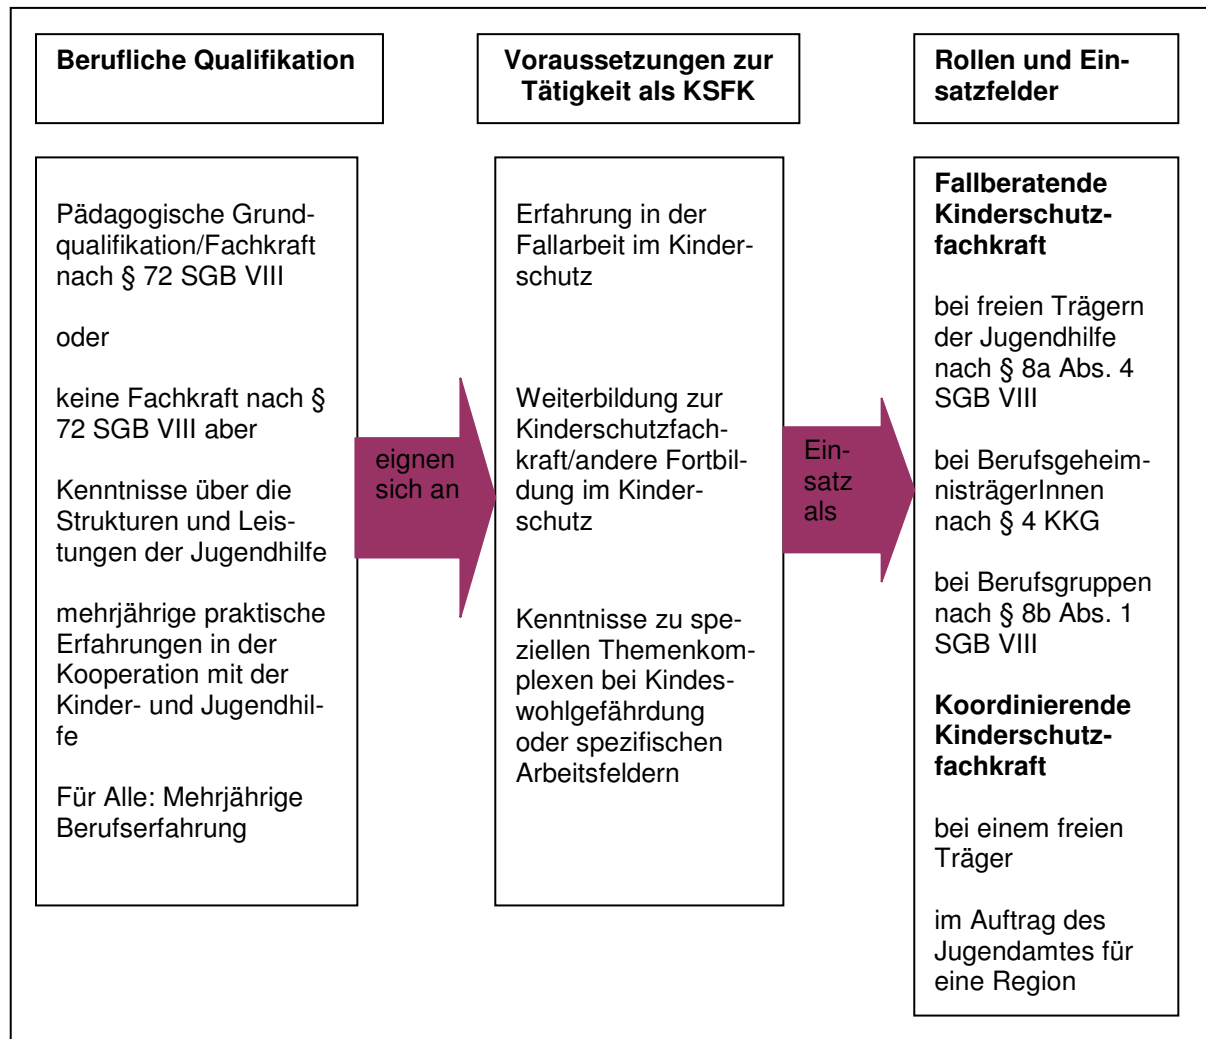 Berufliche Qualifikation
Voraussetzungen zur
Tätigkeit als KSFK
Rollen und Ein-
satzfelder
Pädagogische Grund-
qualifikation/Fachkraft
nach § 72 SGB VIII
oder
keine Fachkraft nach §
72 SGB VIII aber
Kenntnisse über die
Strukturen und Leis-
tungen der Jugendhilfe
mehrjährige praktische
Erfahrungen in der
Kooperation mit der
Kinder- und Jugendhil-
fe
Für Alle: Mehrjährige
Berufserfahrung
eignen
sich an
Erfahrung in der
Fallarbeit im Kinder-
schutz
Weiterbildung zur
Kinderschutzfach-
kraft/andere Fortbil-
dung im Kinder-
schutz
Kenntnisse zu spe-
ziellen Themenkom-
plexen bei Kindes-
wohlgefährdung
oder spezifischen
Arbeitsfeldern
Ein-
satz
als
Fallberatende
Kinderschutz-
fachkraft
bei freien Trägern
der Jugendhilfe
nach § 8a Abs. 4
SGB VIII
bei Berufsgeheim-
nisträgerInnen
nach § 4 KKG
bei Berufsgruppen
nach § 8b Abs. 1
SGB VIII
Koordinierende
Kinderschutz-
fachkraft
bei einem freien
Träger
im Auftrag des
Jugendamtes für
eine Region